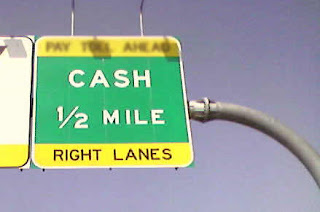 PAY TOLL AHEAD
CASH
1/2 MILE
RIGHT LANES